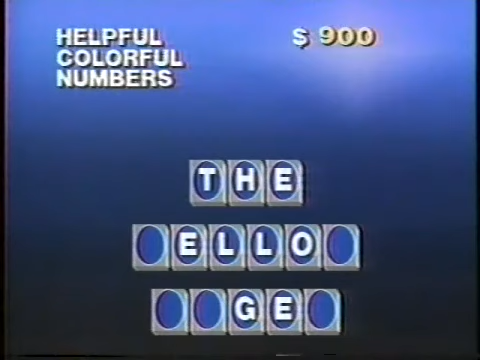 HELPFUL
COLORFUL
NUMBERS
$ 900
THE
ELLO
GE